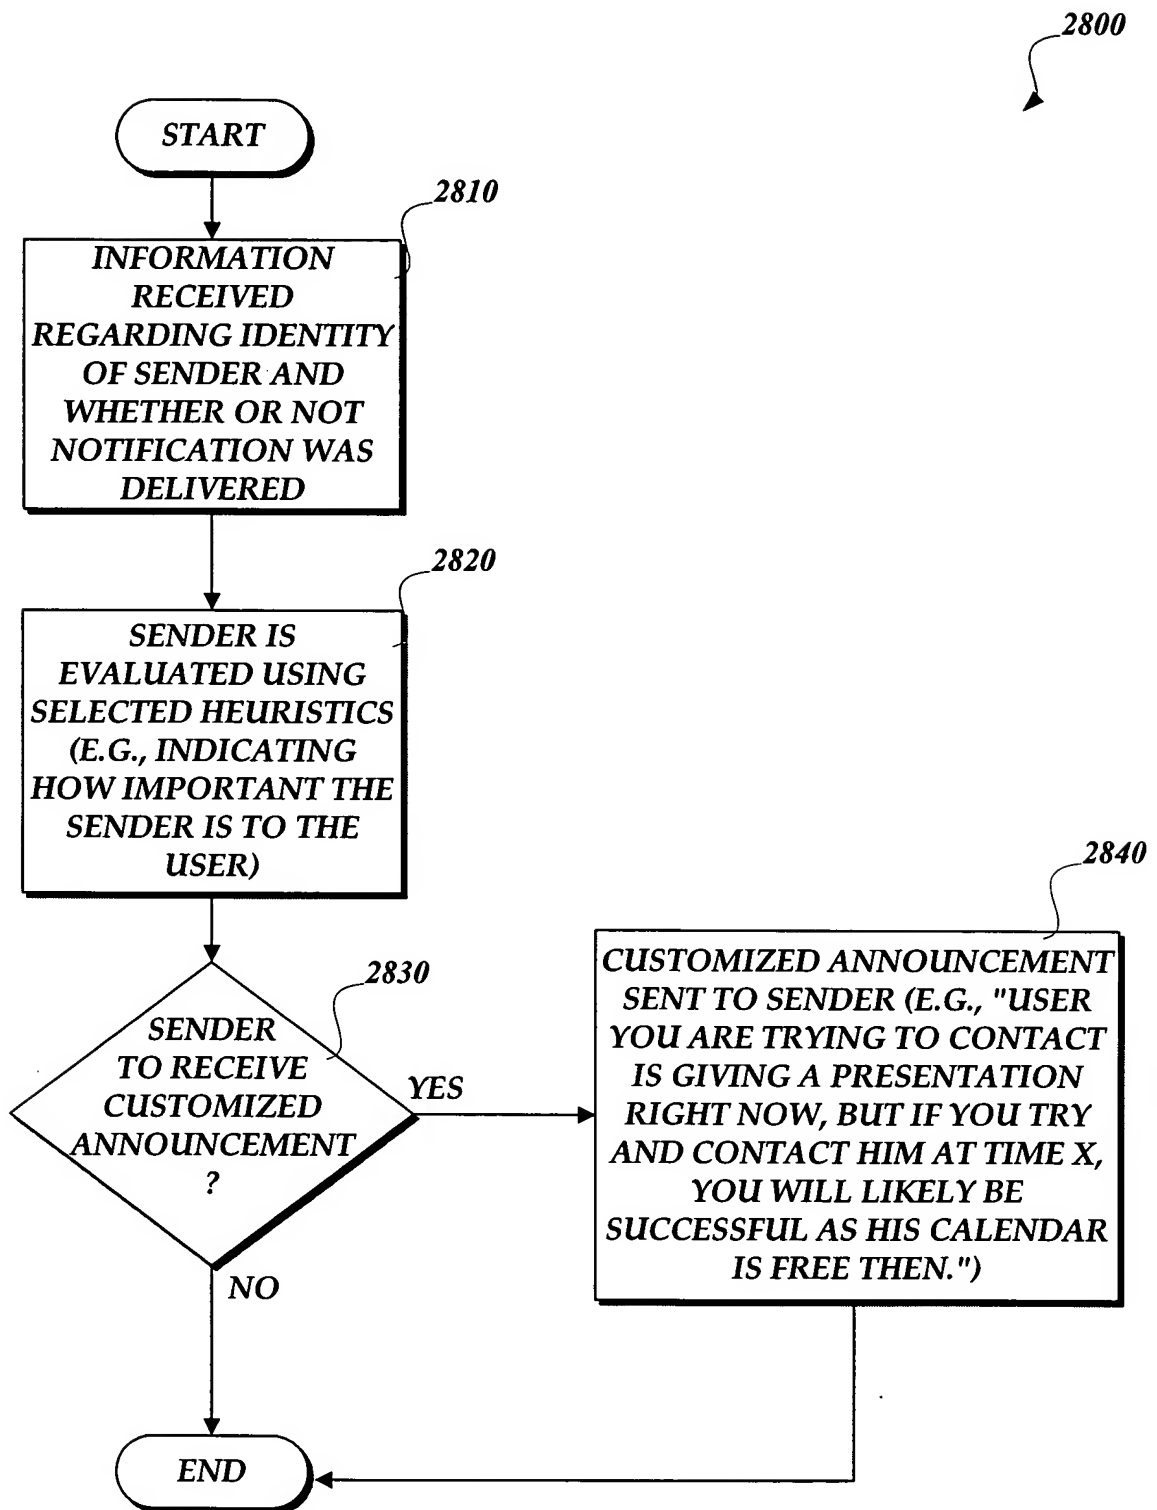 2800
START
2810
INFORMATION
RECEIVED
REGARDING IDENTITY
OF SENDER AND
WHETHER OR NOT
NOTIFICATION WAS
DELIVERED
2820
SENDER IS
EVALUATED USING
SELECTED HEURISTICS
(E.G., INDICATING
HOW IMPORTANT THE
SENDER IS TO THE
USER)
2830
SENDER
TO RECEIVE
CUSTOMIZED
ANNOUNCEMENT
?
YES
NO
2840
CUSTOMIZED ANNOUNCEMENT
SENT TO SENDER (E.G., "USER
YOU ARE TRYING TO CONTACT
IS GIVING A PRESENTATION
RIGHT NOW, BUT IF YOU TRY
AND CONTACT HIM AT TIME X,
YOU WILL LIKELY BE
SUCCESSFUL AS HIS CALENDAR
IS FREE THEN.")
END